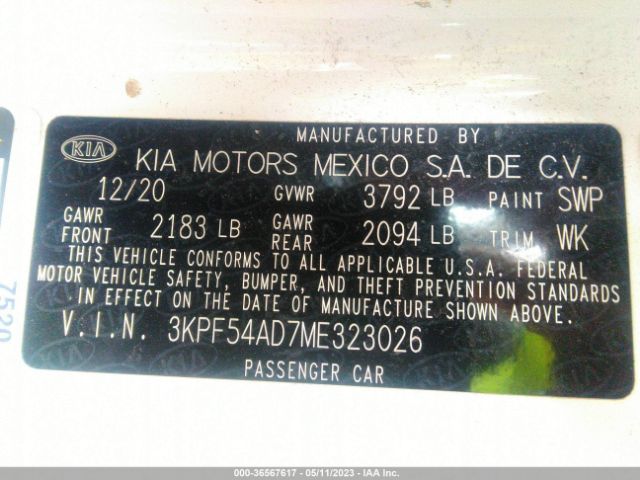 MANUFACTURED BY
KIA KIA MOTORS MEXICO S.A. DE C.V.
12/20 GVWR 3792 LB PAINT SWP
GAWR FRONT 2183 LB GAWR REAR 2094 LB TRIM WK
THIS VEHICLE CONFORMS TO ALL APPLICABLE U.S.A. FEDERAL
MOTOR VEHICLE SAFETY, BUMPER, AND THEFT PREVENTION STANDARDS
IN EFFECT ON THE DATE OF MANUFACTURE SHOWN ABOVE.
V.I.N. 3KPF54AD7ME323026
PASSENGER CAR
7520
000-36567617 - 05/11/2023 - IAA Inc.